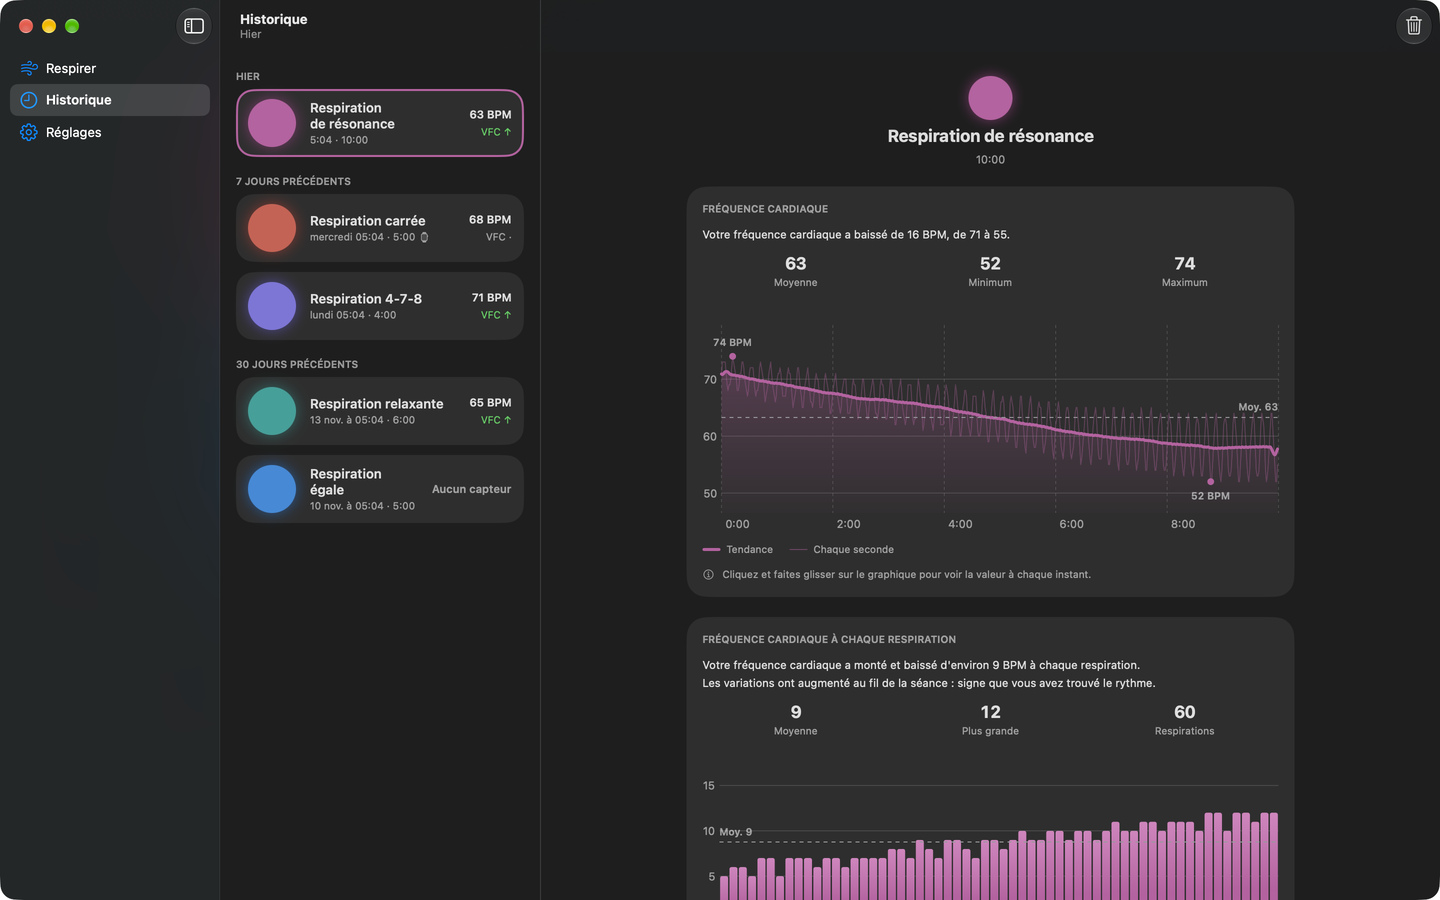 Respirer
Historique
Réglages
Historique
Hier
HIER
Respiration
de résonance
5:04 · 10:00
63 BPM
VFC ↑
7 JOURS PRÉCÉDENTS
Respiration carrée
mercredi 05:04 · 5:00
68 BPM
VFC ·
Respiration 4-7-8
lundi 05:04 · 4:00
71 BPM
VFC ↑
30 JOURS PRÉCÉDENTS
Respiration relaxante
13 nov. à 05:04 · 6:00
65 BPM
VFC ↑
Respiration
égale
10 nov. à 05:04 · 5:00
Aucun capteur
Respiration de résonance
10:00
FRÉQUENCE CARDIAQUE
Votre fréquence cardiaque a baissé de 16 BPM, de 71 à 55.
63 52 74
Moyenne Minimum Maximum
74 BPM
70
Moy. 63
60
50
52 BPM
0:00 2:00 4:00 6:00 8:00
Tendance Chaque seconde
Cliquez et faites glisser sur le graphique pour voir la valeur à chaque instant.
FRÉQUENCE CARDIAQUE À CHAQUE RESPIRATION
Votre fréquence cardiaque a monté et baissé d'environ 9 BPM à chaque respiration.
Les variations ont augmenté au fil de la séance : signe que vous avez trouvé le rythme.
9 12 60
Moyenne Plus grande Respirations
15
10 Moy. 9
5